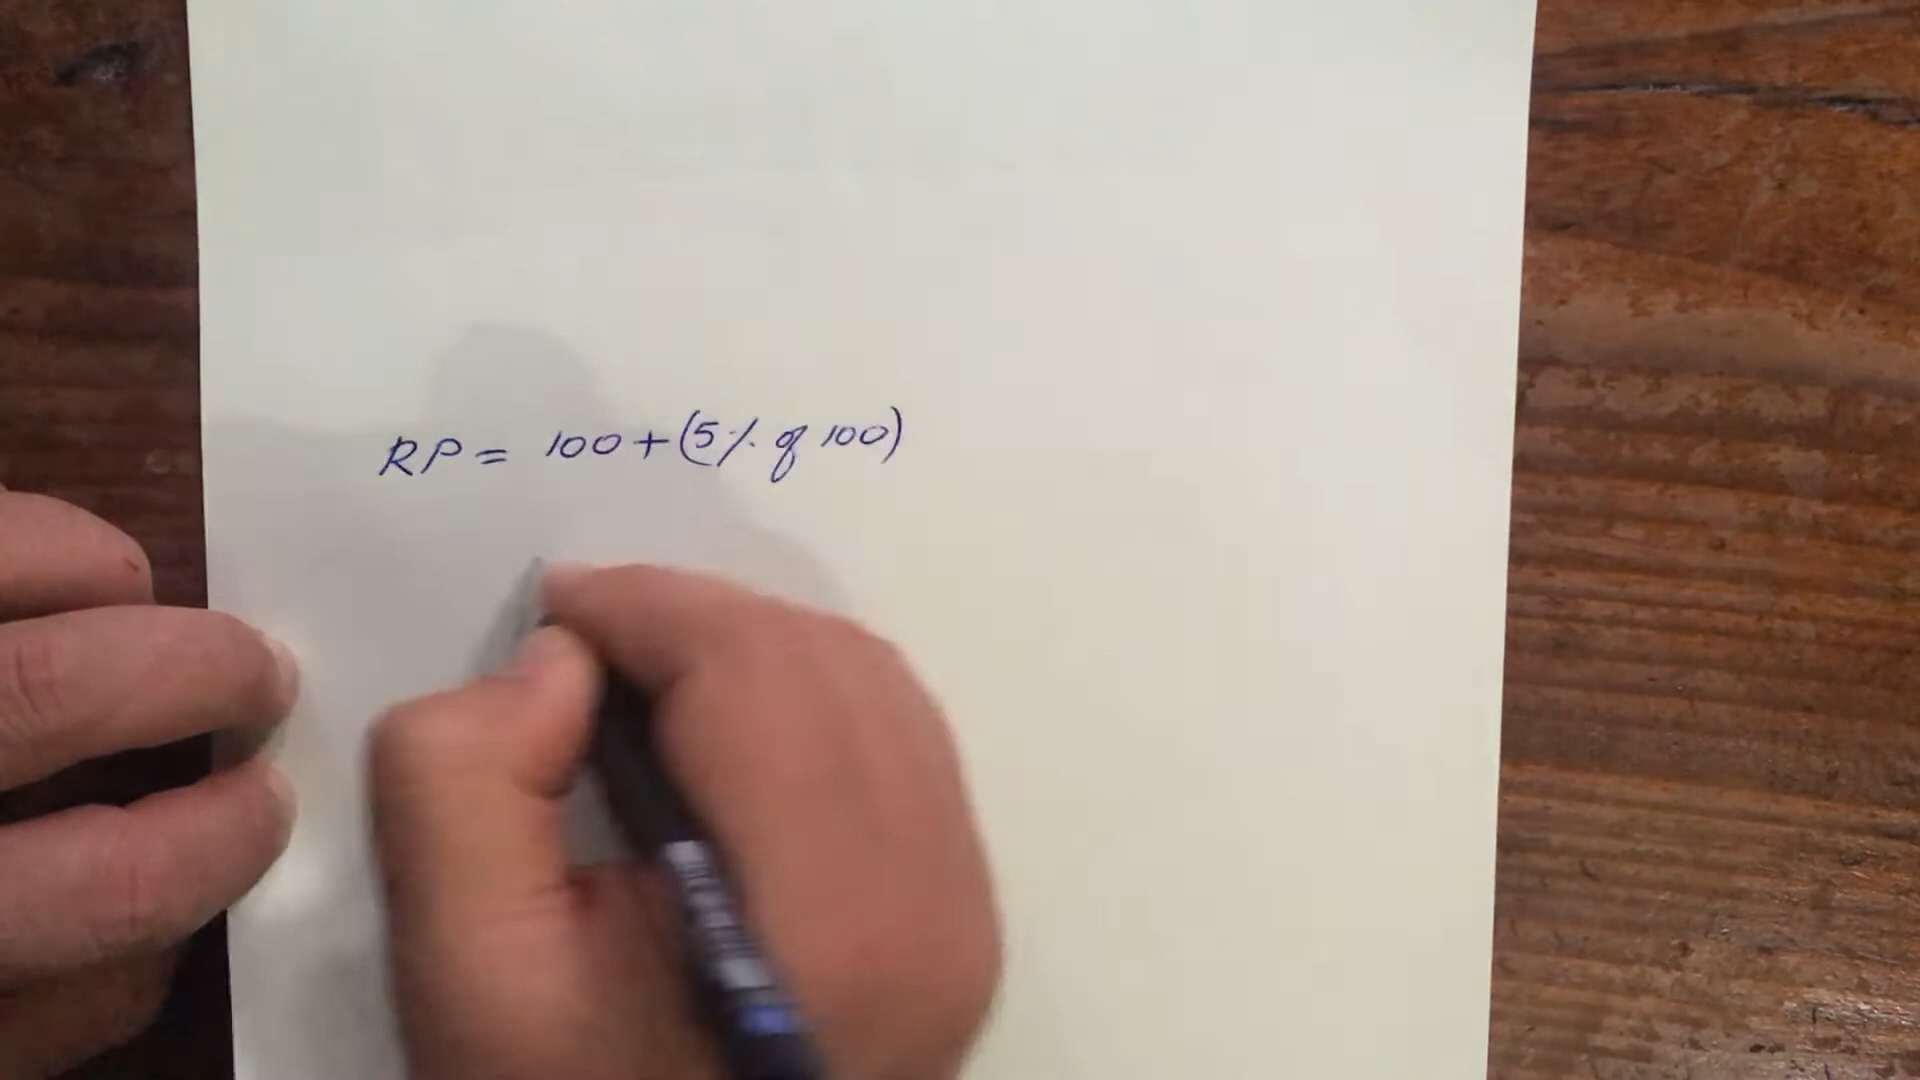 RP = 100 + (5% of 100)